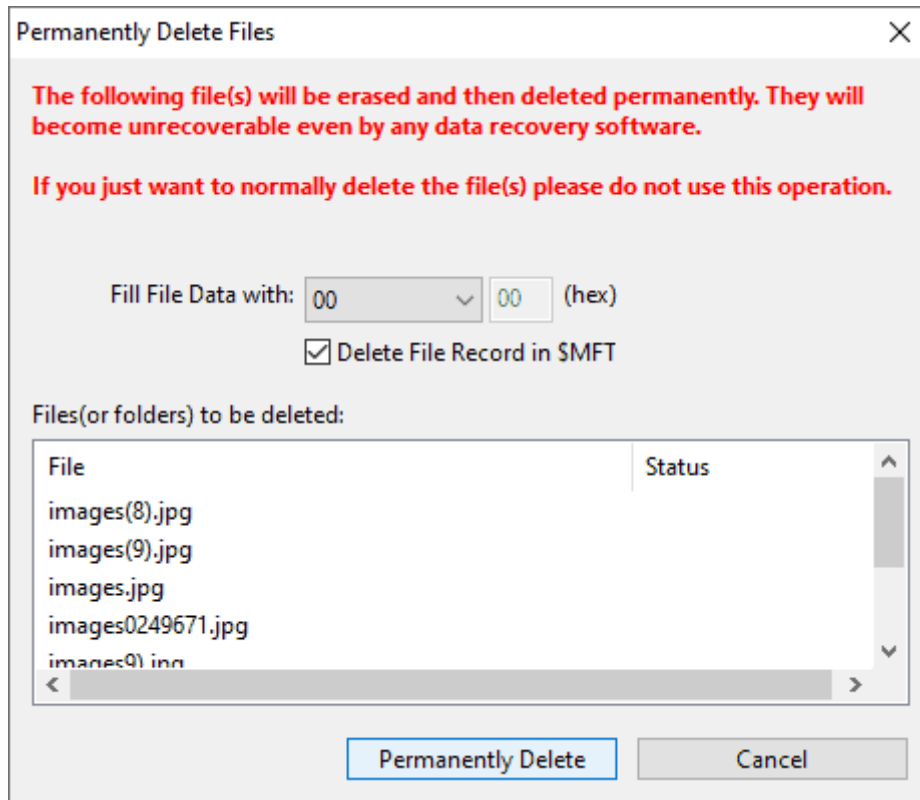 Permanently Delete Files
The following file(s) will be erased and then deleted permanently. They will
become unrecoverable even by any data recovery software.
If you just want to normally delete the file(s) please do not use this operation.
Fill File Data with: 00 00 (hex)
Delete File Record in $MFT
Files(or folders) to be deleted:
File Status
images(8).jpg
images(9).jpg
images.jpg
images0249671.jpg
images9).jpg
Permanently Delete Cancel